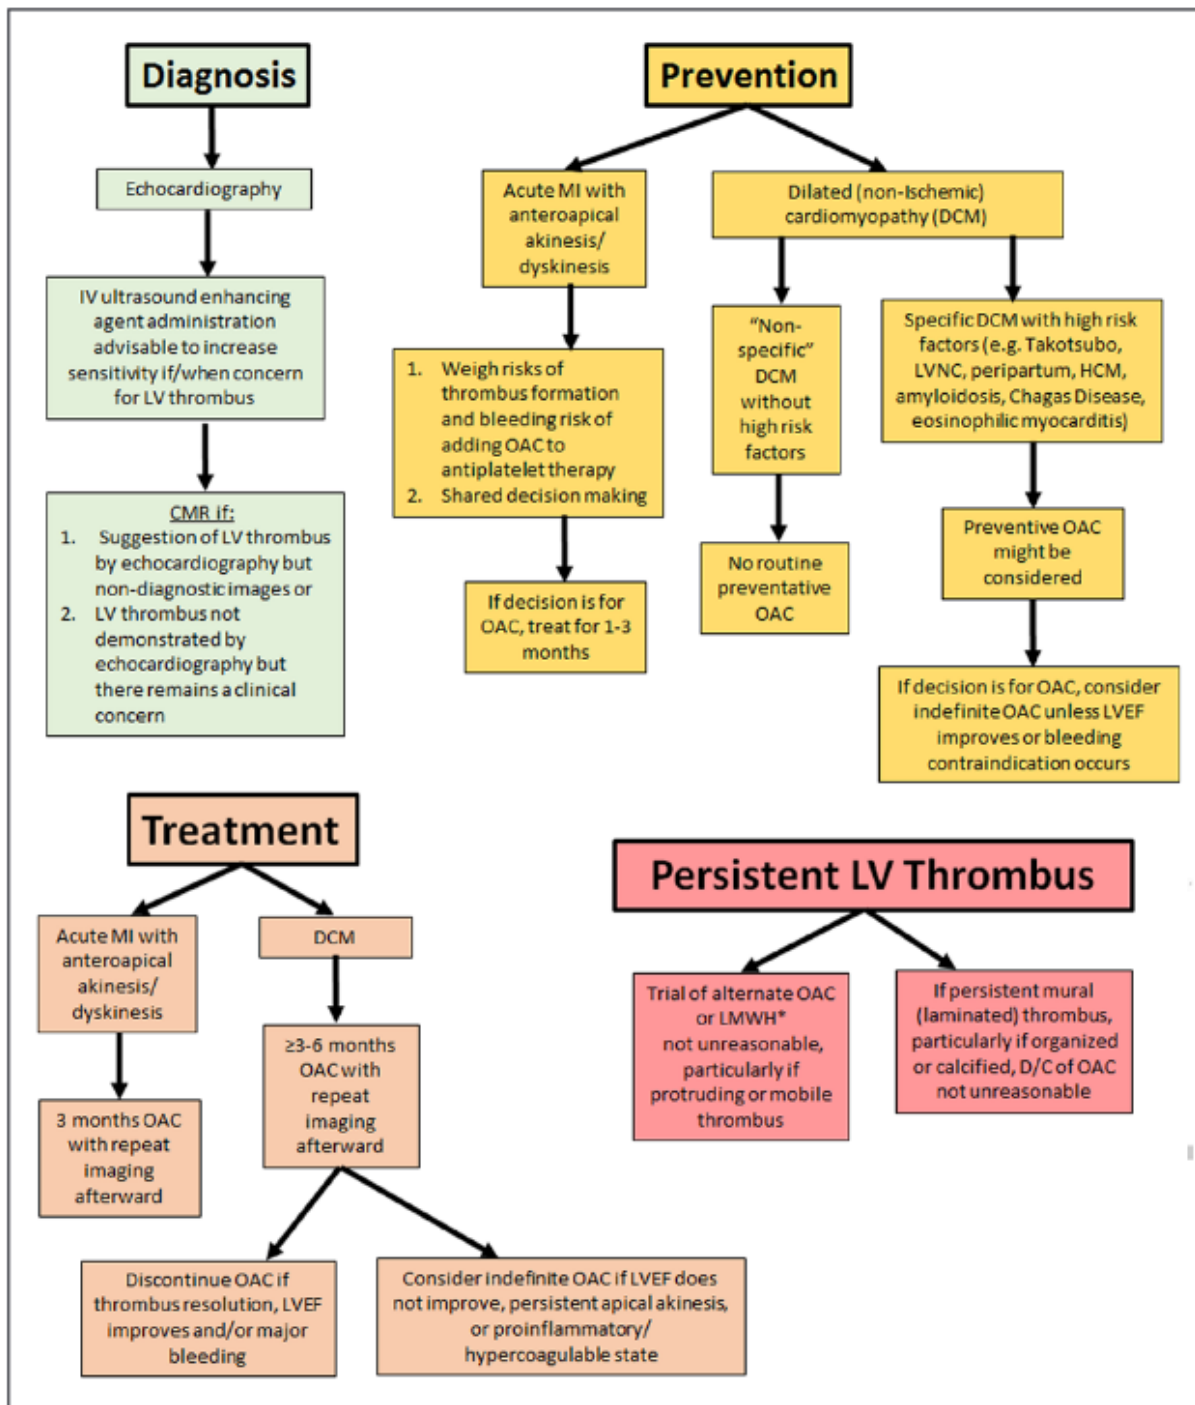 Diagnosis
Echocardiography
IV ultrasound enhancing
agent administration
advisable to increase
sensitivity if/when concern
for LV thrombus
CMR if:
1. Suggestion of LV thrombus
by echocardiography but
non-diagnostic images or
2. LV thrombus not
demonstrated by
echocardiography but
there remains a clinical
concern
Prevention
Acute MI with
anteroapical
akinesis/
dyskinesis
1. Weigh risks of
thrombus formation
and bleeding risk of
adding OAC to
antiplatelet therapy
2. Shared decision making
If decision is for
OAC, treat for 1-3
months
Dilated (non-Ischemic)
cardiomyopathy (DCM)
“Non-
specific”
DCM
without
high risk
factors
No routine
preventative
OAC
Specific DCM with high risk
factors (e.g. Takotsubo,
LVNC, peripartum, HCM,
amyloidosis, Chagas Disease,
eosinophilic myocarditis)
Preventive OAC
might be
considered
If decision is for OAC, consider
indefinite OAC unless LVEF
improves or bleeding
contraindication occurs
Treatment
Acute MI with
anteroapical
akinesis/
dyskinesis
3 months OAC
with repeat
imaging
afterward
DCM
≥3-6 months
OAC with
repeat
imaging
afterward
Discontinue OAC if
thrombus resolution, LVEF
improves and/or major
bleeding
Consider indefinite OAC if LVEF does
not improve, persistent apical akinesis,
or proinflammatory/
hypercoagulable state
Persistent LV Thrombus
Trial of alternate OAC
or LMWH*
not unreasonable,
particularly if
protruding or mobile
thrombus
If persistent mural
(laminated) thrombus,
particularly if organized
or calcified, D/C of OAC
not unreasonable